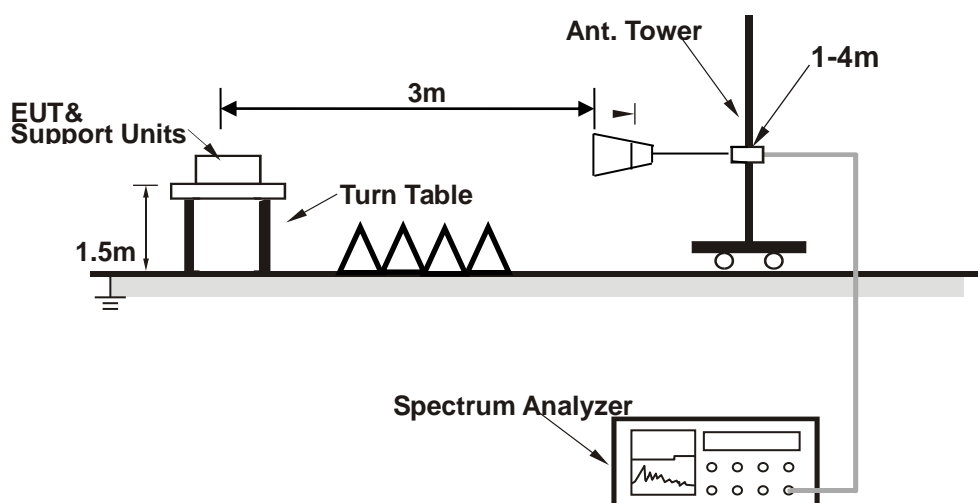 Ant. Tower
1-4m
3m
EUT&
Support Units
Turn Table
1.5m
Spectrum Analyzer